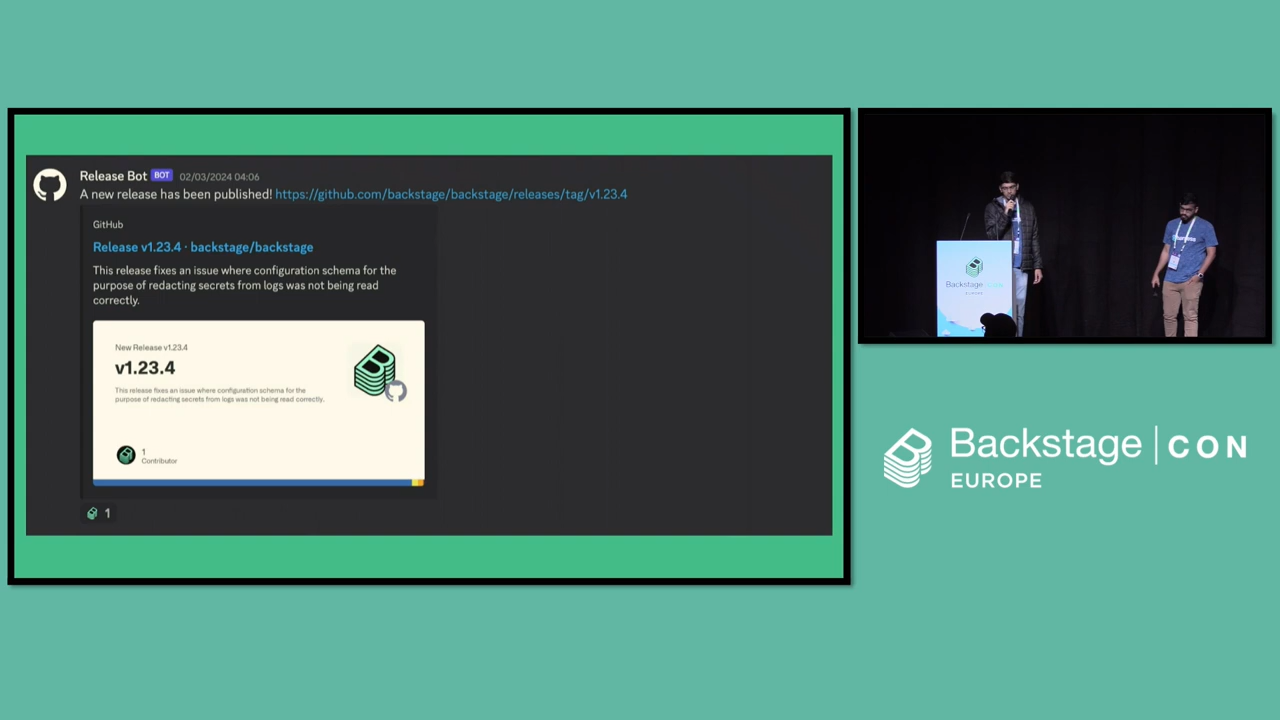 Release Bot BOT 02/03/2024 04:06
A new release has been published! https://github.com/backstage/backstage/releases/tag/v1.23.4
GitHub
Release v1.23.4 · backstage/backstage
This release fixes an issue where configuration schema for the
purpose of redacting secrets from logs was not being read
correctly.
New Release v1.23.4
v1.23.4
This release fixes an issue where configuration schema for the
purpose of redacting secrets from logs was not being read correctly.
1
Contributor
1
Backstage
EUROPE
Backstage | CON
EUROPE